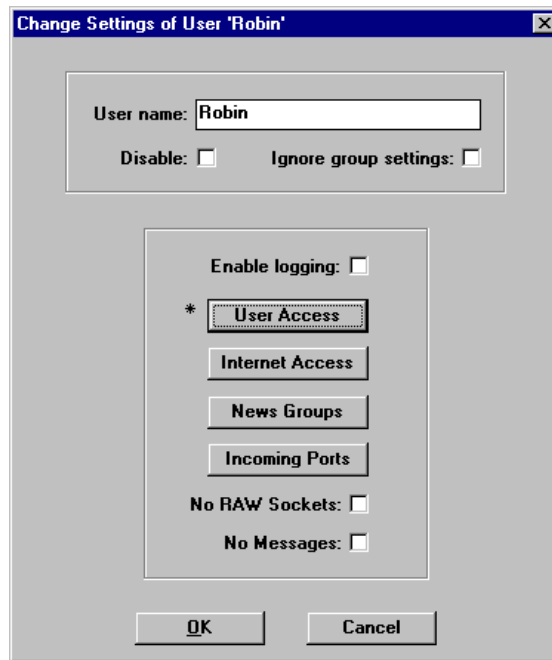 Change Settings of User 'Robin'
User name: Robin
Disable: Ignore group settings:
Enable logging:
* User Access
Internet Access
News Groups
Incoming Ports
No RAW Sockets:
No Messages:
OK Cancel